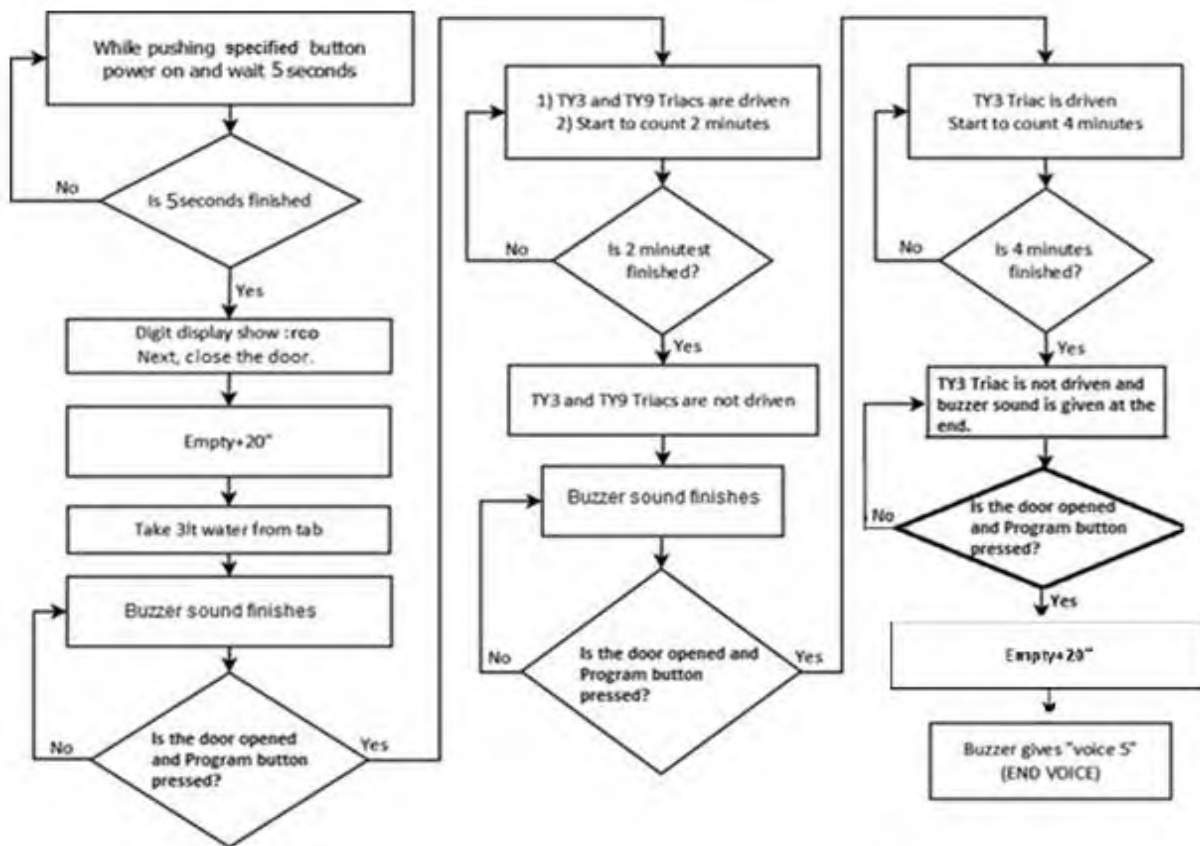 While pushing specified button
power on and wait 5 seconds
No
Is 5 seconds finished
Yes
Digit display show :rco
Next, close the door.
Empty+20"
Take 3lt water from tab
Buzzer sound finishes
No
Is the door opened
and Program button
pressed?
Yes
1) TY3 and TY9 Triacs are driven
2) Start to count 2 minutes
No
Is 2 minutest
finished?
Yes
TY3 and TY9 Triacs are not driven
Buzzer sound finishes
No
Is the door opened and
Program button
pressed?
Yes
TY3 Triac is driven
Start to count 4 minutes
No
Is 4 minutes
finished?
Yes
TY3 Triac is not driven and
buzzer sound is given at the
end.
No
Is the door opened
and Program button
pressed?
Yes
Empty+20"
Buzzer gives "voice 5"
(END VOICE)